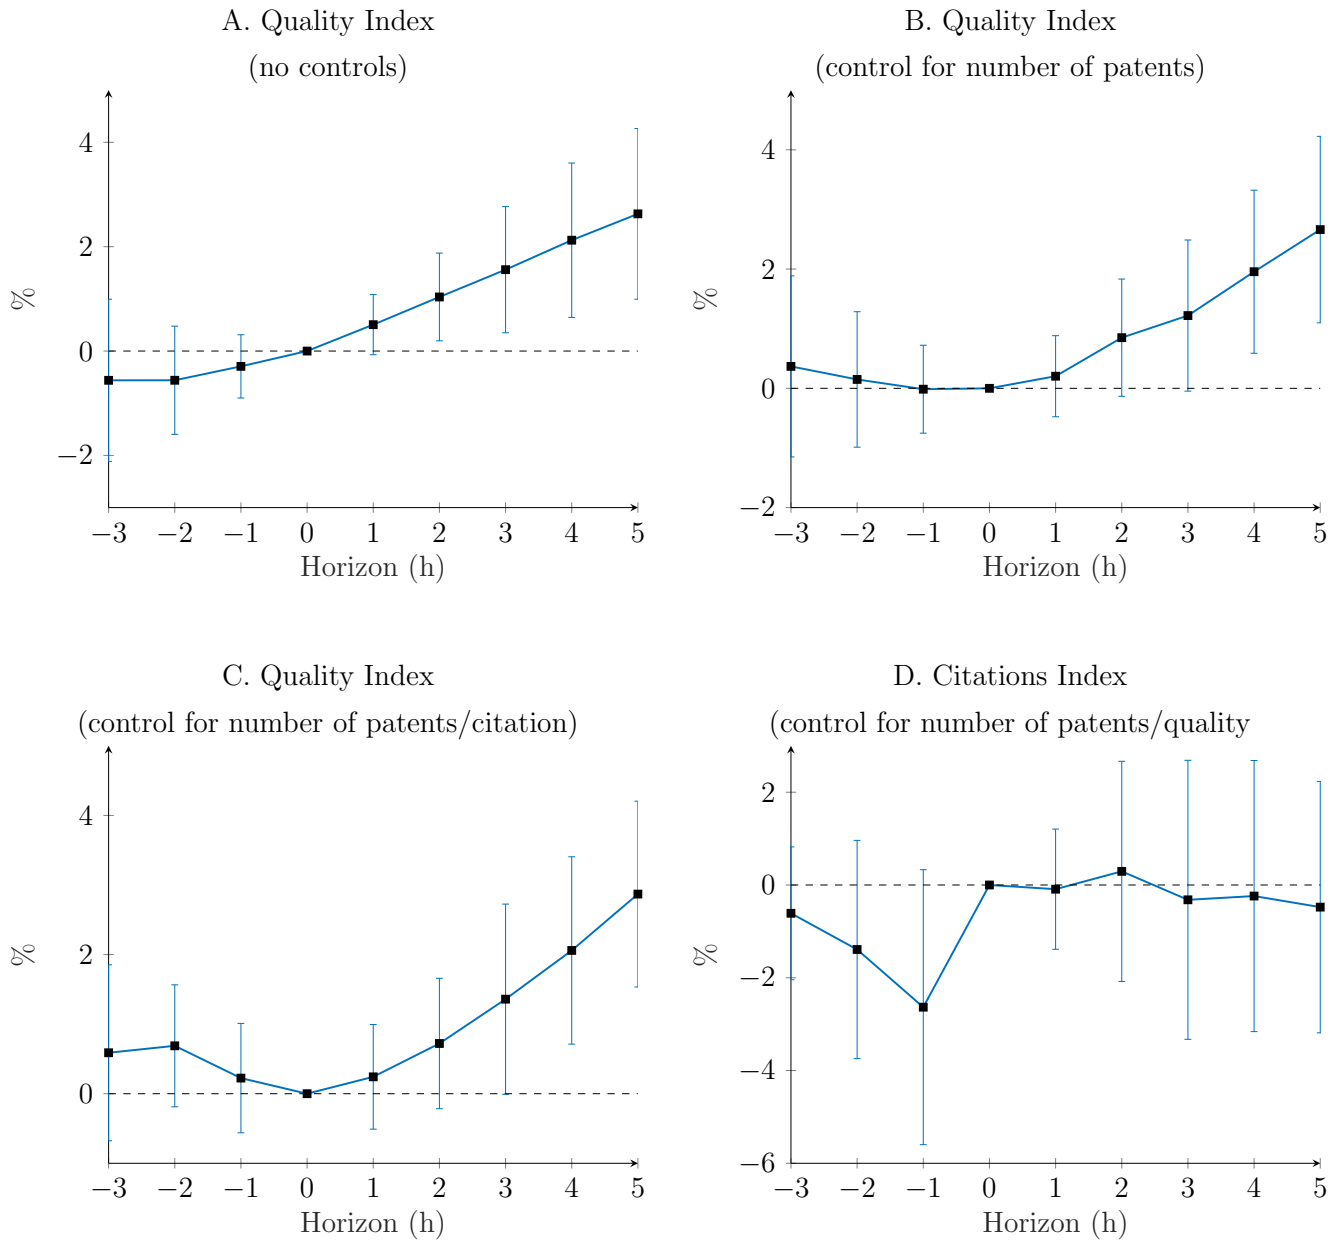 A. Quality Index
(no controls)
4
2
0
−2
%
−3 −2 −1 0 1 2 3 4 5
Horizon (h)
B. Quality Index
(control for number of patents)
4
2
0
−2
%
−3 −2 −1 0 1 2 3 4 5
Horizon (h)
C. Quality Index
(control for number of patents/citation)
4
2
0
%
−3 −2 −1 0 1 2 3 4 5
Horizon (h)
D. Citations Index
(control for number of patents/quality
2
0
−2
−4
−6
%
−3 −2 −1 0 1 2 3 4 5
Horizon (h)